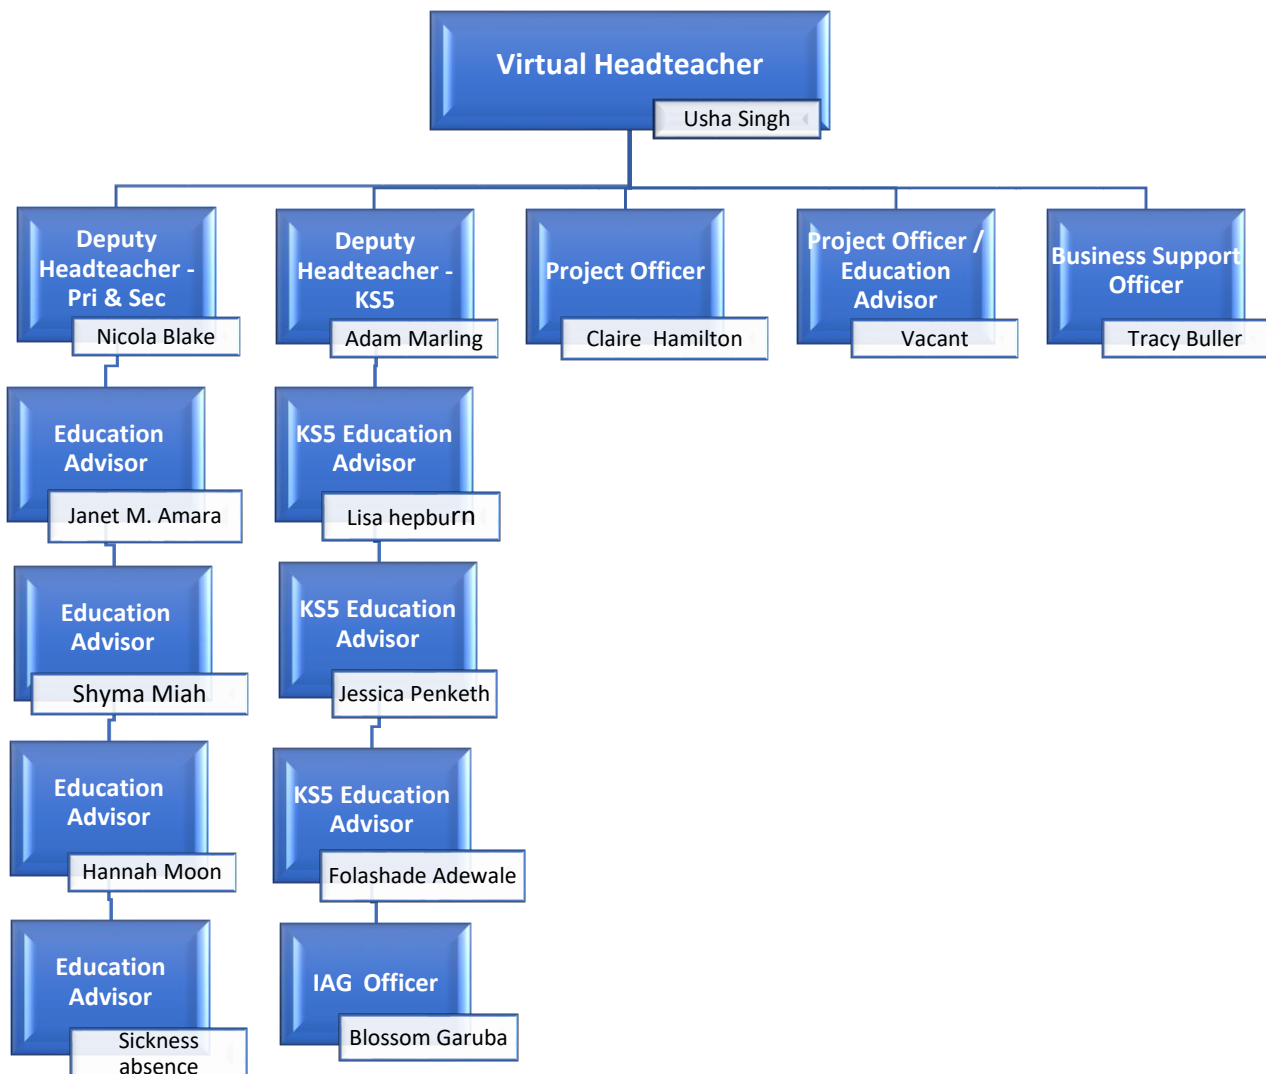 Virtual Headteacher
Usha Singh
Deputy
Headteacher -
Pri & Sec
Nicola Blake
Deputy
Headteacher -
KS5
Adam Marling
Project Officer
Claire Hamilton
Project Officer /
Education
Advisor
Vacant
Business Support
Officer
Tracy Buller
Education
Advisor
Janet M. Amara
KS5 Education
Advisor
Lisa hepburn
Education
Advisor
Shyma Miah
KS5 Education
Advisor
Jessica Penketh
Education
Advisor
Hannah Moon
KS5 Education
Advisor
Folashade Adewale
Education
Advisor
Sickness
absence
IAG Officer
Blossom Garuba